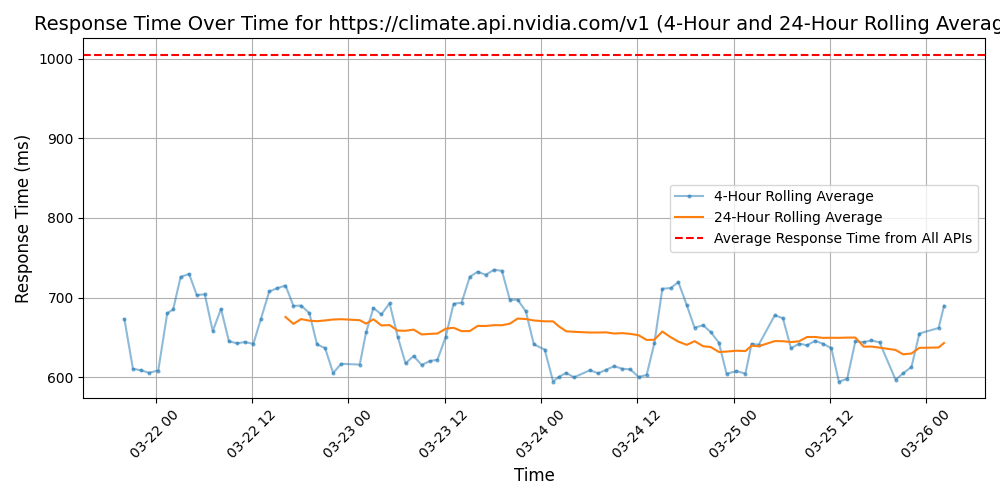 Response Time Over Time for https://climate.api.nvidia.com/v1 (4-Hour and 24-Hour Rolling Averag
Response Time (ms)
1000
900
800
700
600
4-Hour Rolling Average
24-Hour Rolling Average
Average Response Time from All APIs
03-22 00
03-22 12
03-23 00
03-23 12
03-24 00
03-24 12
03-25 00
03-25 12
03-26 00
Time